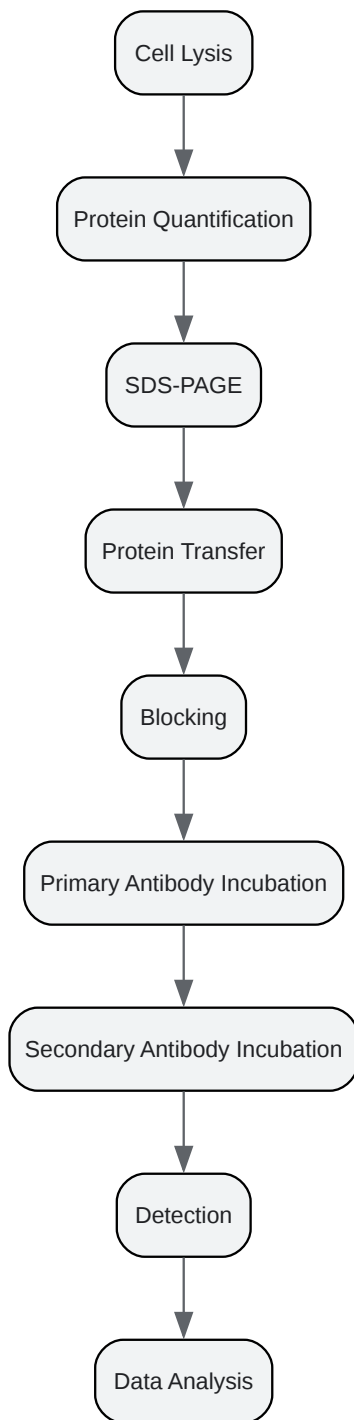 Cell Lysis
Protein Quantification
SDS-PAGE
Protein Transfer
Blocking
Primary Antibody Incubation
Secondary Antibody Incubation
Detection
Data Analysis